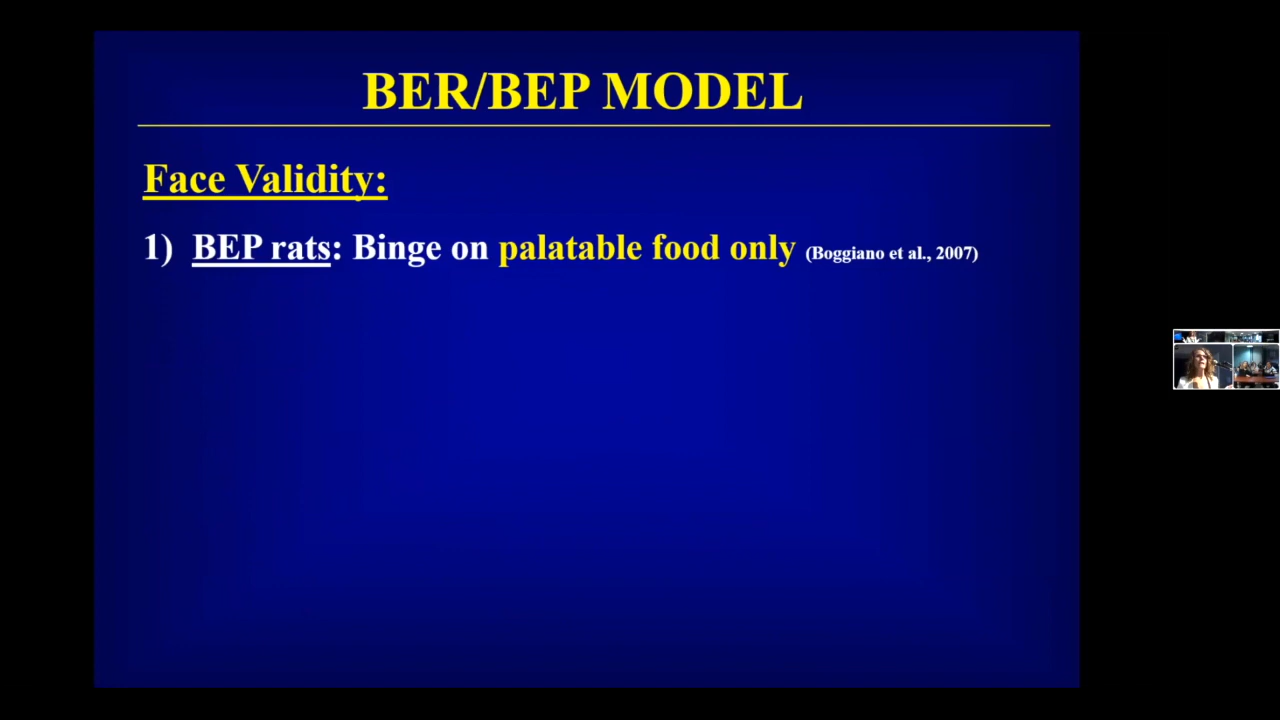 BER/BEP MODEL
Face Validity:
1) BEP rats: Binge on palatable food only (Boggiano et al., 2007)